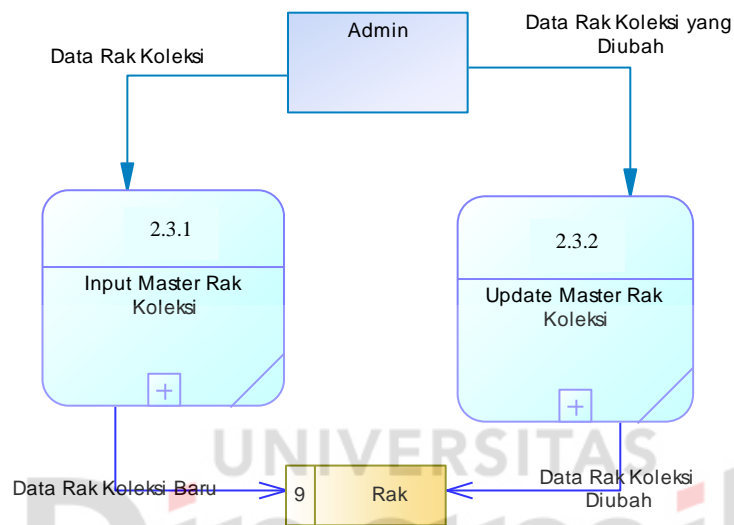 Admin
Data Rak Koleksi
Data Rak Koleksi yang
Diubah
2.3.1
Input Master Rak
Koleksi
2.3.2
Update Master Rak
Koleksi
UNIVERSITAS
Data Rak Koleksi Baru
9
Rak
Data Rak Koleksi
Diubah